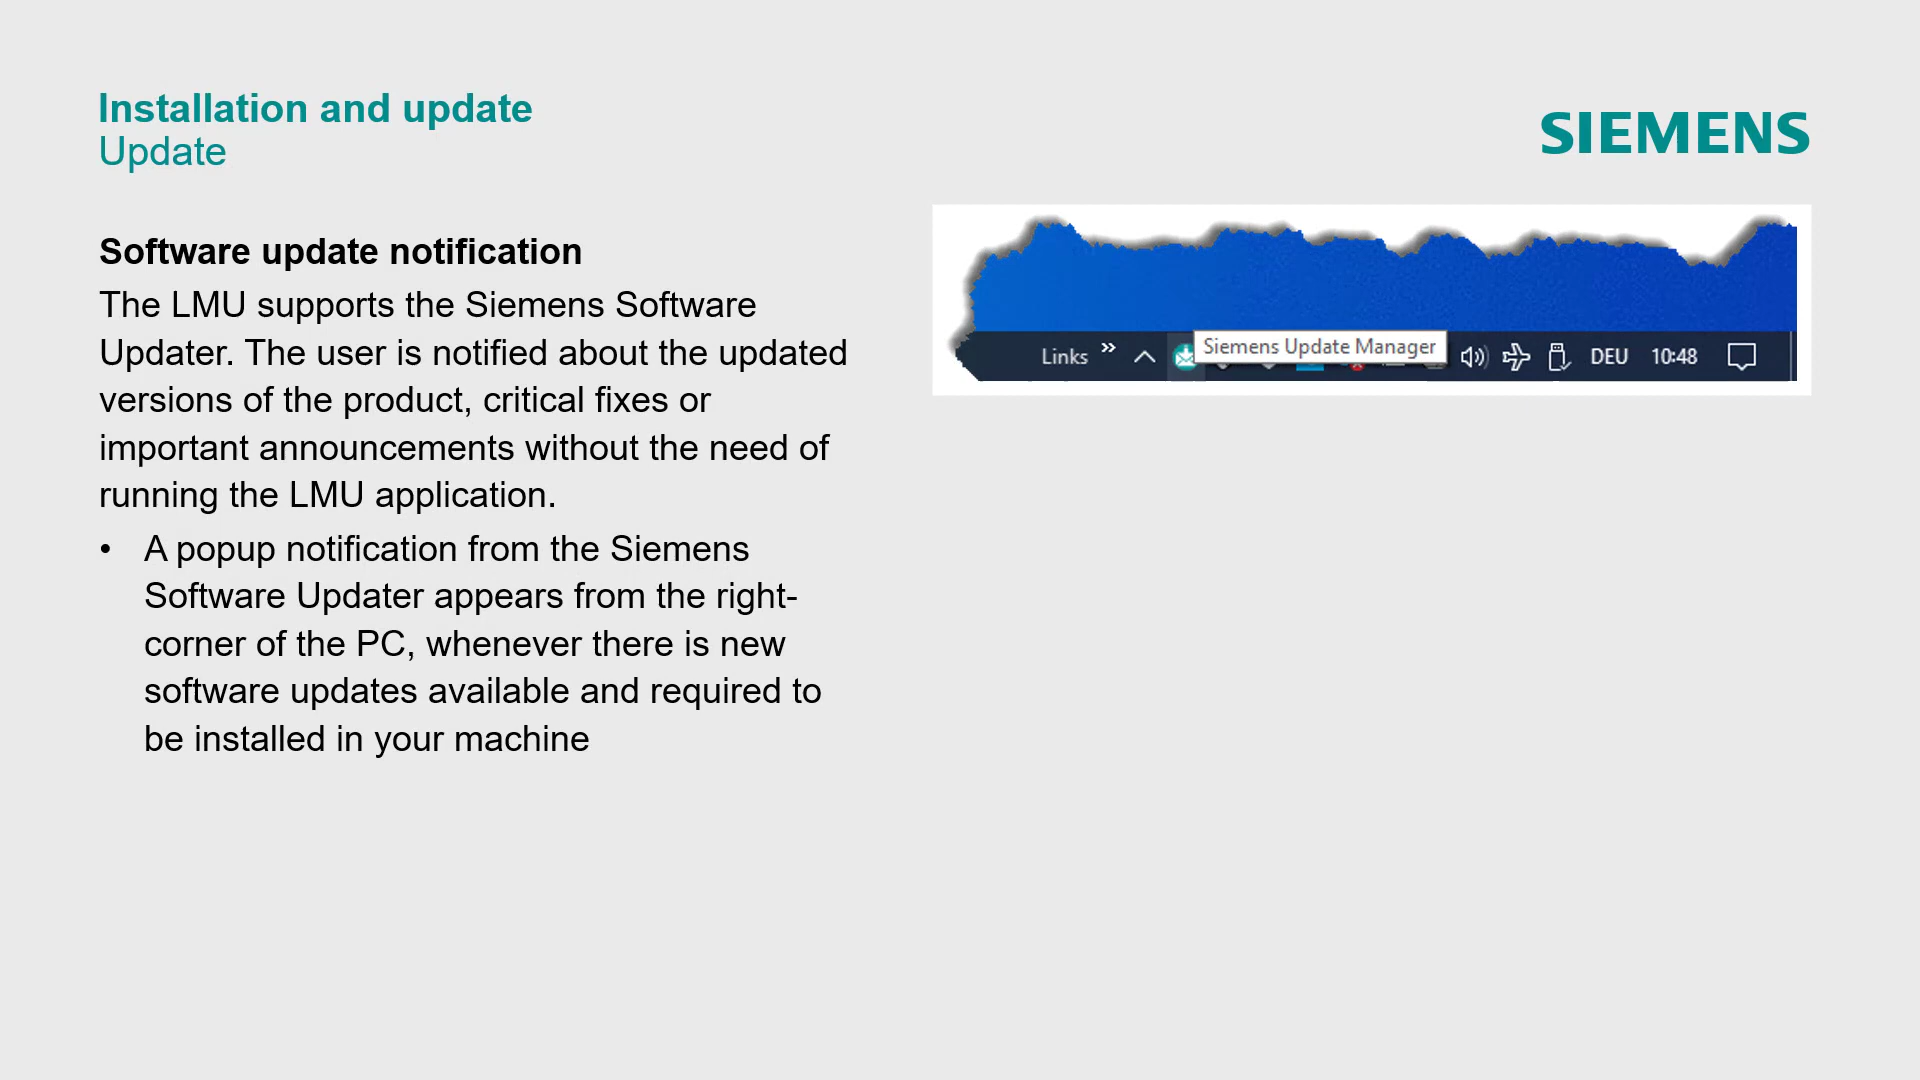 Installation and update
Update
SIEMENS
Software update notification
The LMU supports the Siemens Software
Updater. The user is notified about the updated
versions of the product, critical fixes or
important announcements without the need of
running the LMU application.
• A popup notification from the Siemens
Software Updater appears from the right-
corner of the PC, whenever there is new
software updates available and required to
be installed in your machine
Links » Siemens Update Manager DEU 10:48